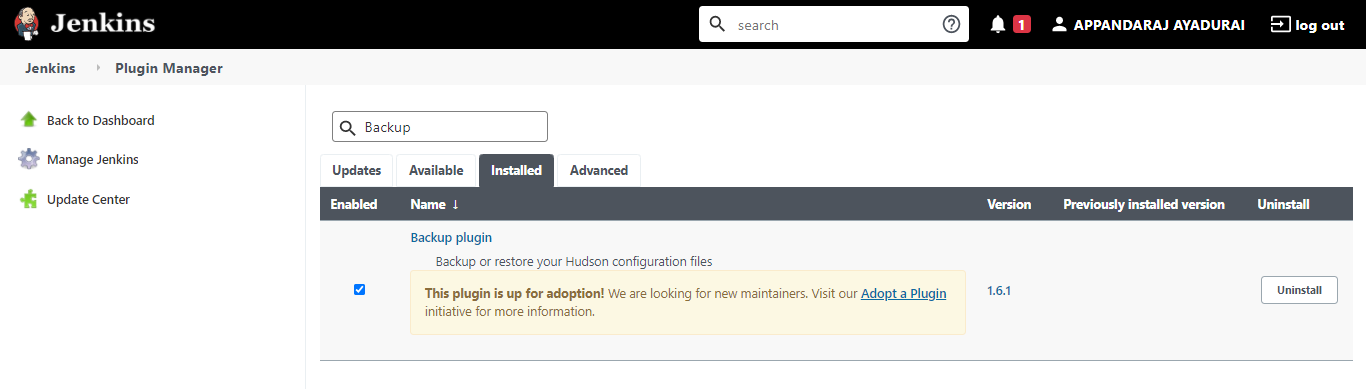 Jenkins
search
1
APPANDARAJ AYADURAI
log out
Jenkins
Plugin Manager
Back to Dashboard
Manage Jenkins
Update Center
Backup
Updates
Available
Installed
Advanced
Enabled
Name ↓
Version
Previously installed version
Uninstall
Backup plugin
Backup or restore your Hudson configuration files
This plugin is up for adoption! We are looking for new maintainers. Visit our Adopt a Plugin
initiative for more information.
1.6.1
Uninstall